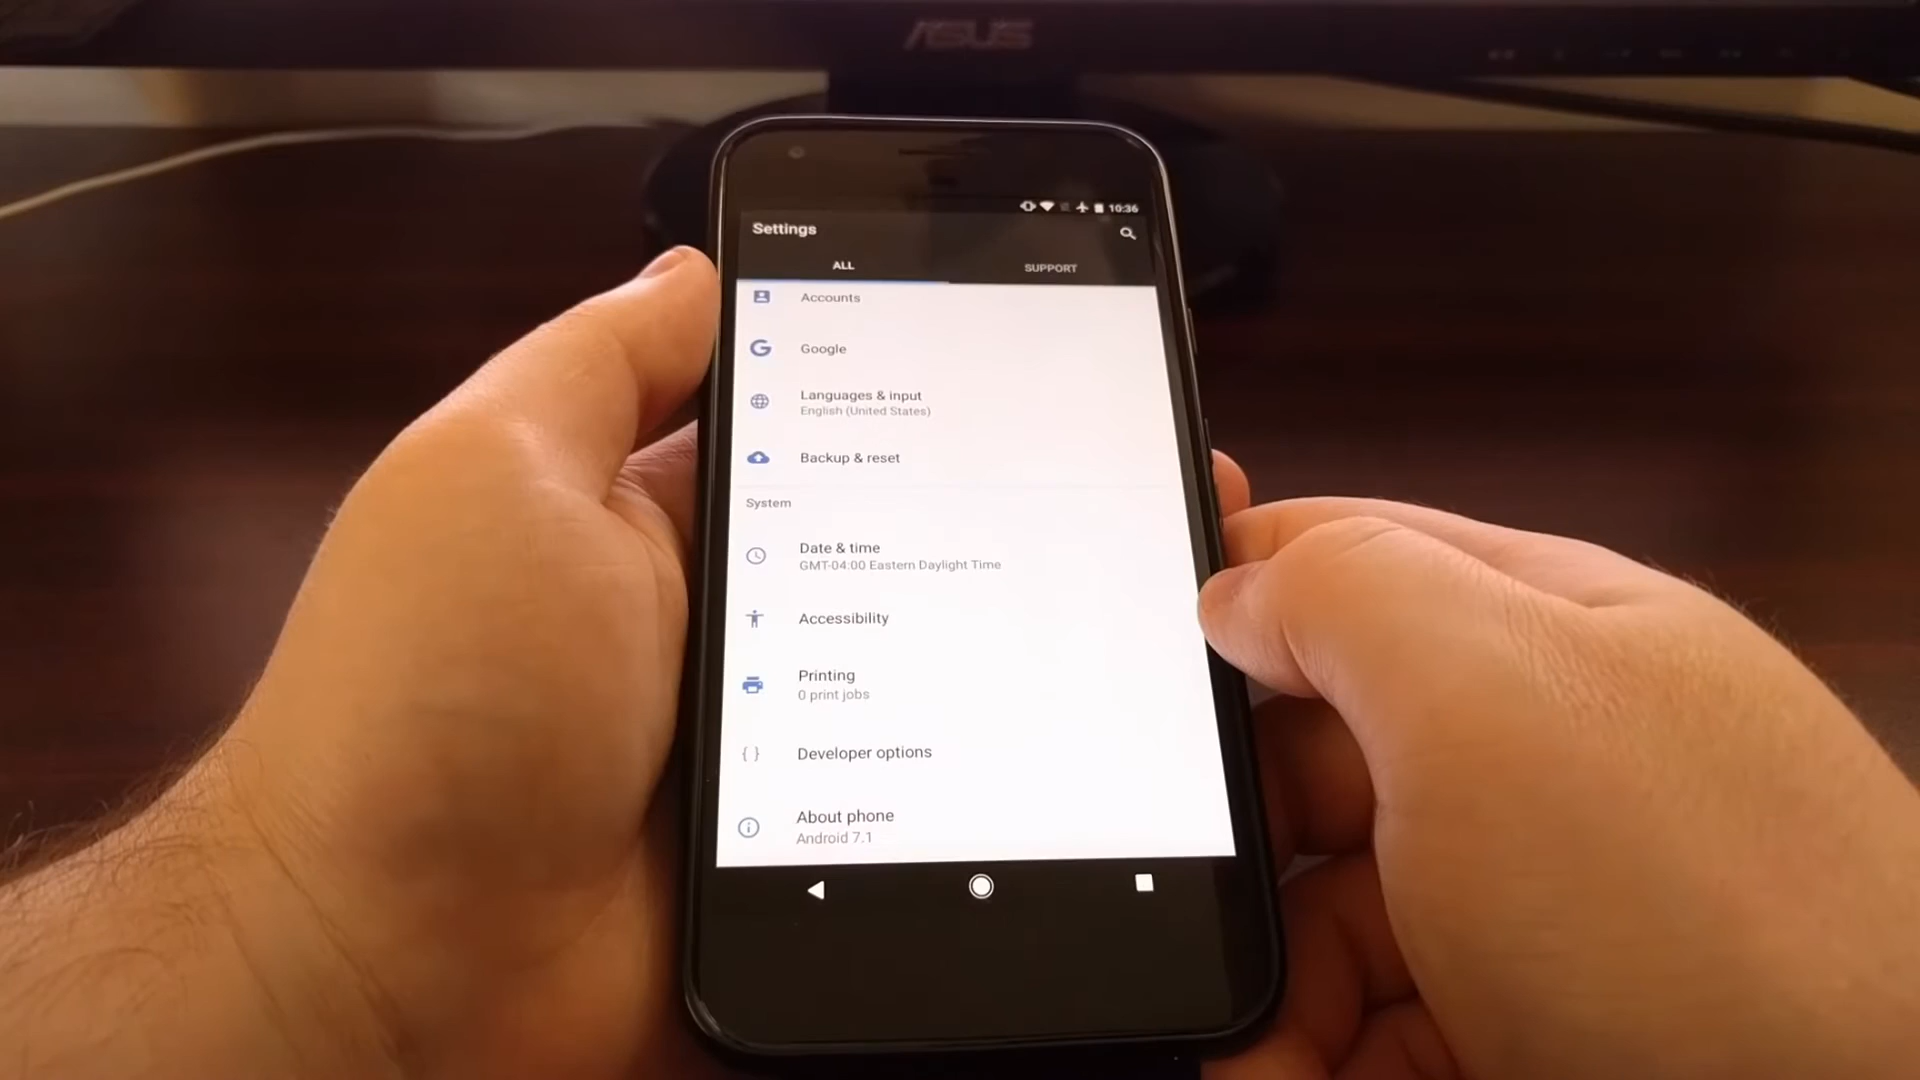 ASUS
10:36
Settings
ALL
SUPPORT
Accounts
Google
Languages & input
English (United States)
Backup & reset
System
Date & time
GMT-04:00 Eastern Daylight Time
Accessibility
Printing
0 print jobs
Developer options
About phone
Android 7.1